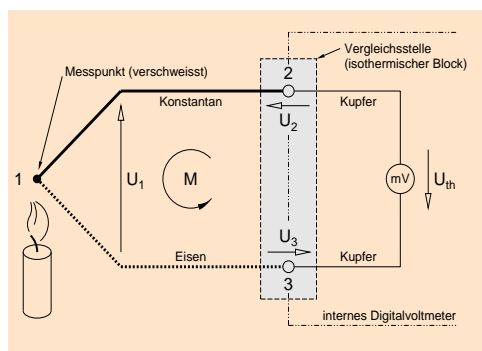 Vergleichsstelle
(isothermischer Block)
Messpunkt (verschweisst)
2
Konstantan
Kupfer
U2
1
U1
M
mV
Uth
U3
Eisen
Kupfer
3
internes Digitalvoltmeter